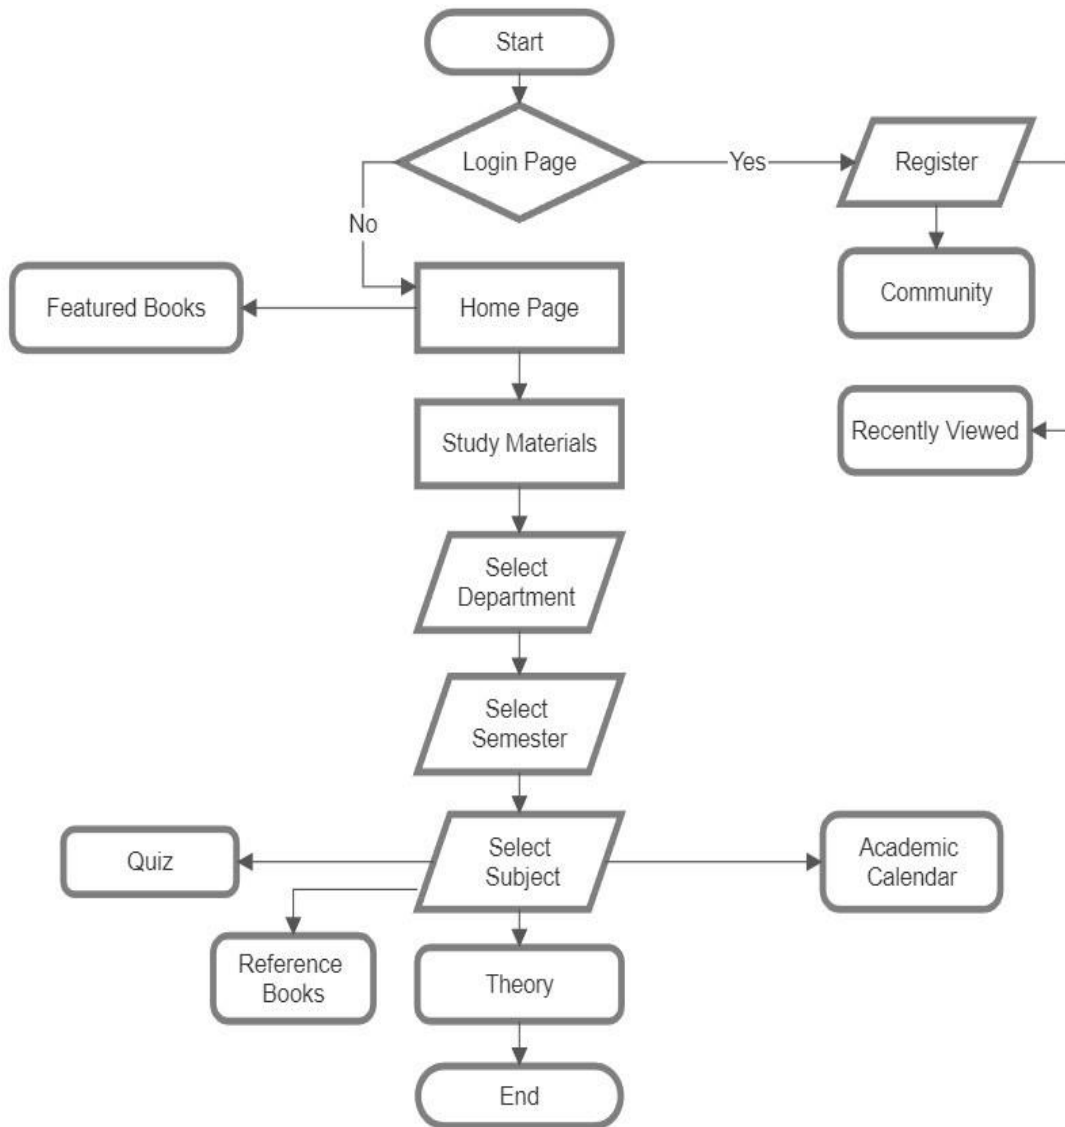 Start
Login Page
Yes
Register
No
Community
Featured Books
Home Page
Recently Viewed
Study Materials
Select
Department
Select
Semester
Quiz
Select
Subject
Academic
Calendar
Reference
Books
Theory
End